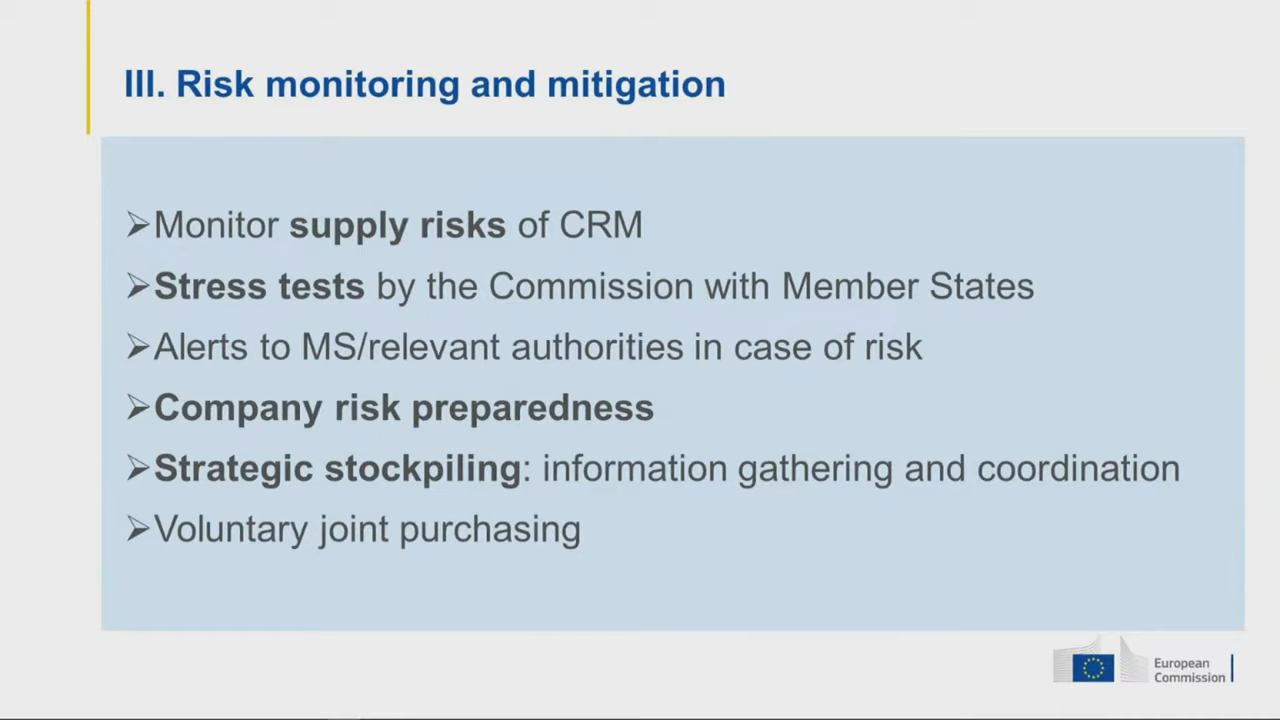 III. Risk monitoring and mitigation
➢Monitor supply risks of CRM
➢Stress tests by the Commission with Member States
➢Alerts to MS/relevant authorities in case of risk
➢Company risk preparedness
➢Strategic stockpiling: information gathering and coordination
➢Voluntary joint purchasing
European
Commission